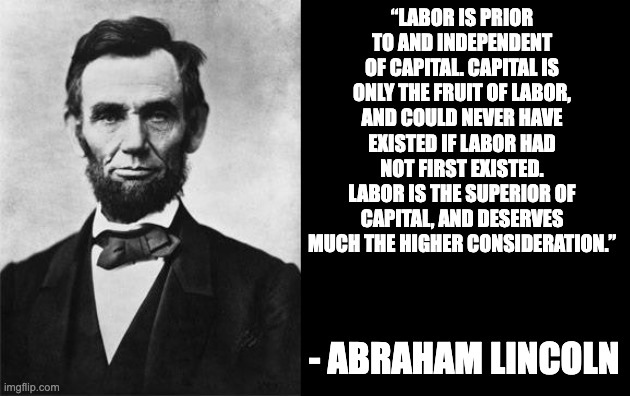 “LABOR IS PRIOR
TO AND INDEPENDENT
OF CAPITAL. CAPITAL IS
ONLY THE FRUIT OF LABOR,
AND COULD NEVER HAVE
EXISTED IF LABOR HAD
NOT FIRST EXISTED.
LABOR IS THE SUPERIOR OF
CAPITAL, AND DESERVES
MUCH THE HIGHER CONSIDERATION.”
- ABRAHAM LINCOLN
imgflip.com